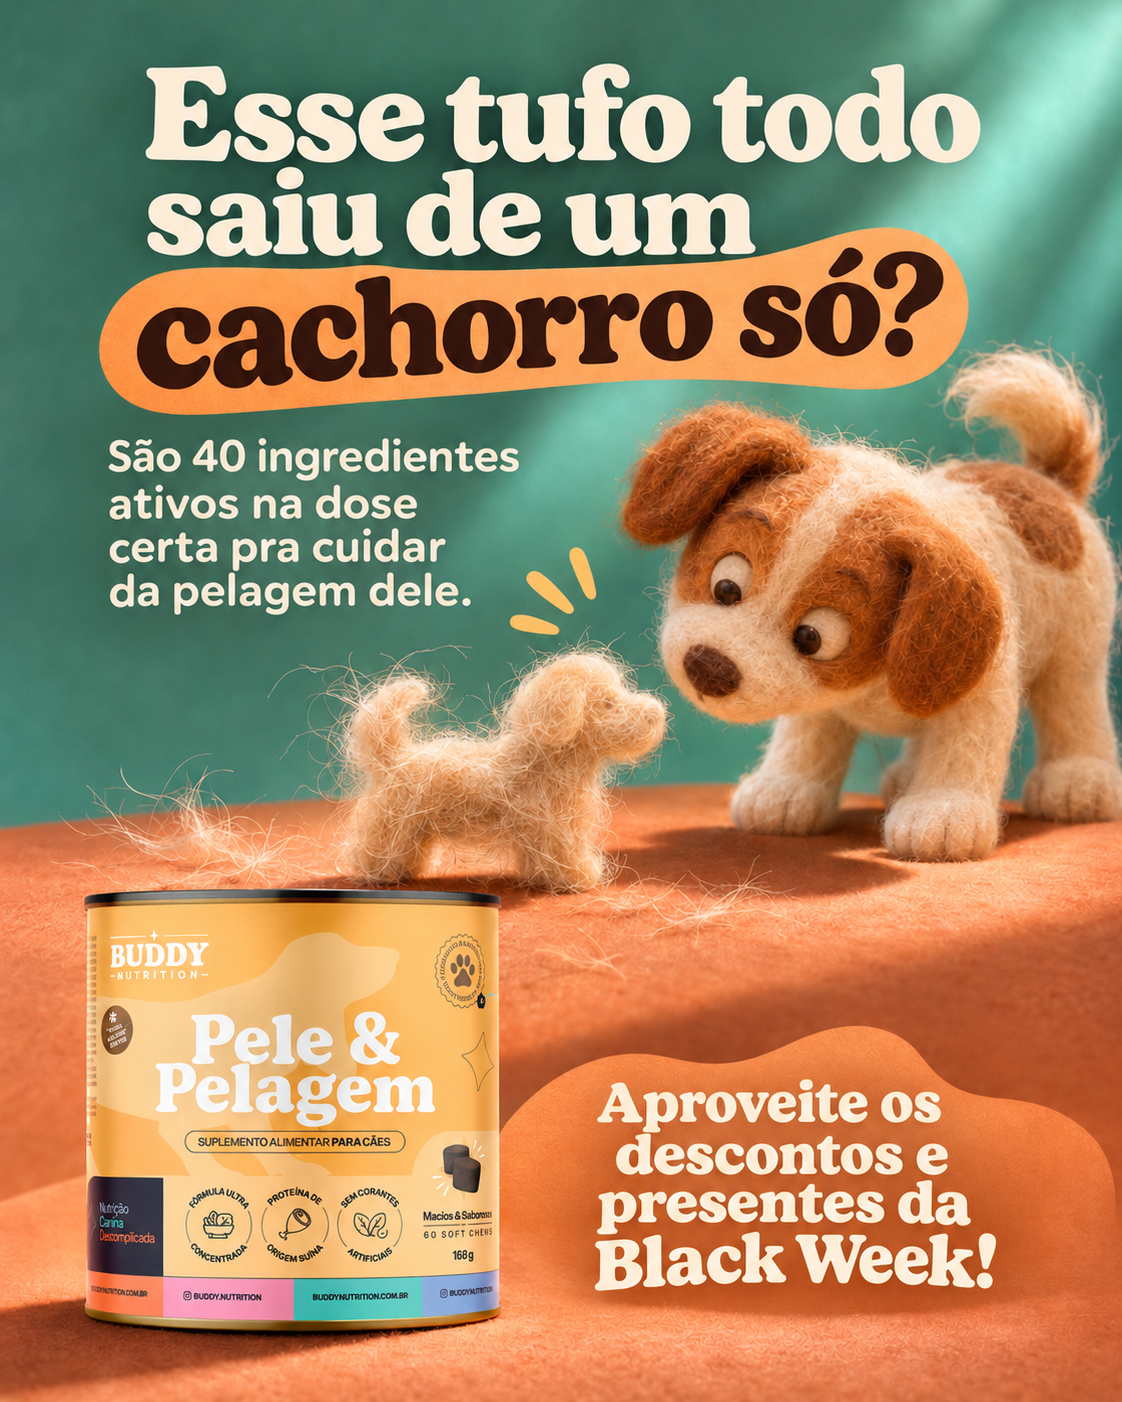 Esse tufo todo
saiu de um
cachorro só?
São 40 ingredientes
ativos na dose
certa pra cuidar
da pelagem dele.
BUDDY
NUTRITION
Pele &
Pelagem
SUPLEMENTO ALIMENTAR PARA CÃES
Nutrição
Canina
Descomplicada
FÓRMULA ULTRA
CONCENTRADA
PROTEÍNA DE
ORIGEM SUÍNA
SEM CORANTES
ARTIFICIAIS
Macios & Saborosos
60 SOFT CHEWS
168g
BUDDY.NUTRITION
BUDDYNUTRITION.COM.BR
Aproveite os
descontos e
presentes da
Black Week!